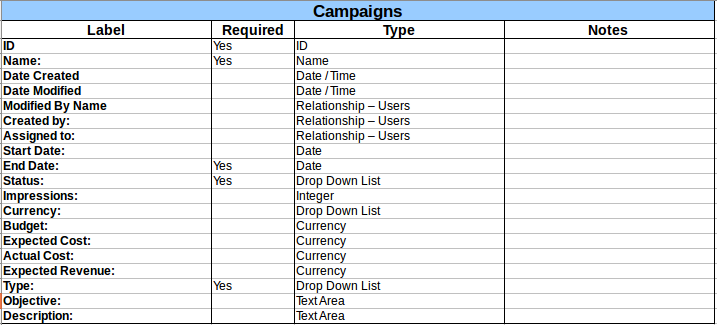 Campaigns
Label Required Type Notes
ID Yes ID
Name: Yes Name
Date Created Date / Time
Date Modified Date / Time
Modified By Name Relationship – Users
Created by: Relationship – Users
Assigned to: Relationship – Users
Start Date: Date
End Date: Yes Date
Status: Yes Drop Down List
Impressions: Integer
Currency: Drop Down List
Budget: Currency
Expected Cost: Currency
Actual Cost: Currency
Expected Revenue: Currency
Type: Yes Drop Down List
Objective: Text Area
Description: Text Area